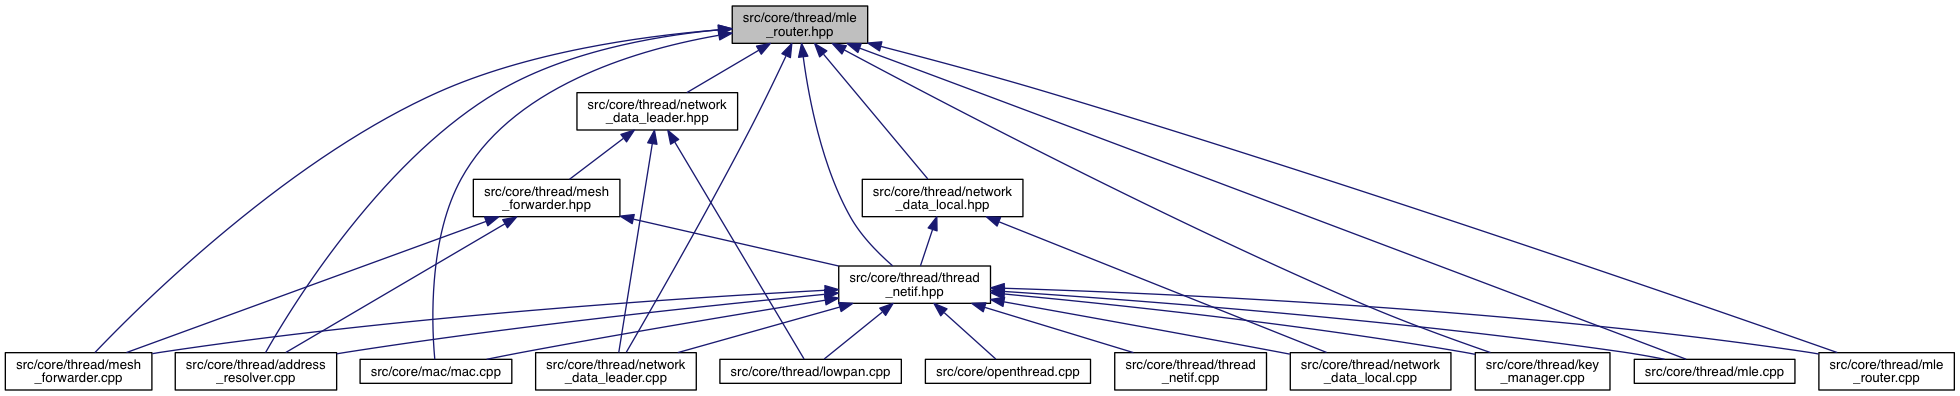 src/core/thread/mle
_router.hpp
src/core/thread/network
_data_leader.hpp
src/core/thread/mesh
_forwarder.hpp
src/core/thread/network
_data_local.hpp
src/core/thread/thread
_netif.hpp
src/core/thread/mesh
_forwarder.cpp
src/core/thread/address
_resolver.cpp
src/core/mac/mac.cpp
src/core/thread/network
_data_leader.cpp
src/core/thread/lowpan.cpp
src/core/openthread.cpp
src/core/thread/thread
_netif.cpp
src/core/thread/network
_data_local.cpp
src/core/thread/key
_manager.cpp
src/core/thread/mle.cpp
src/core/thread/mle
_router.cpp